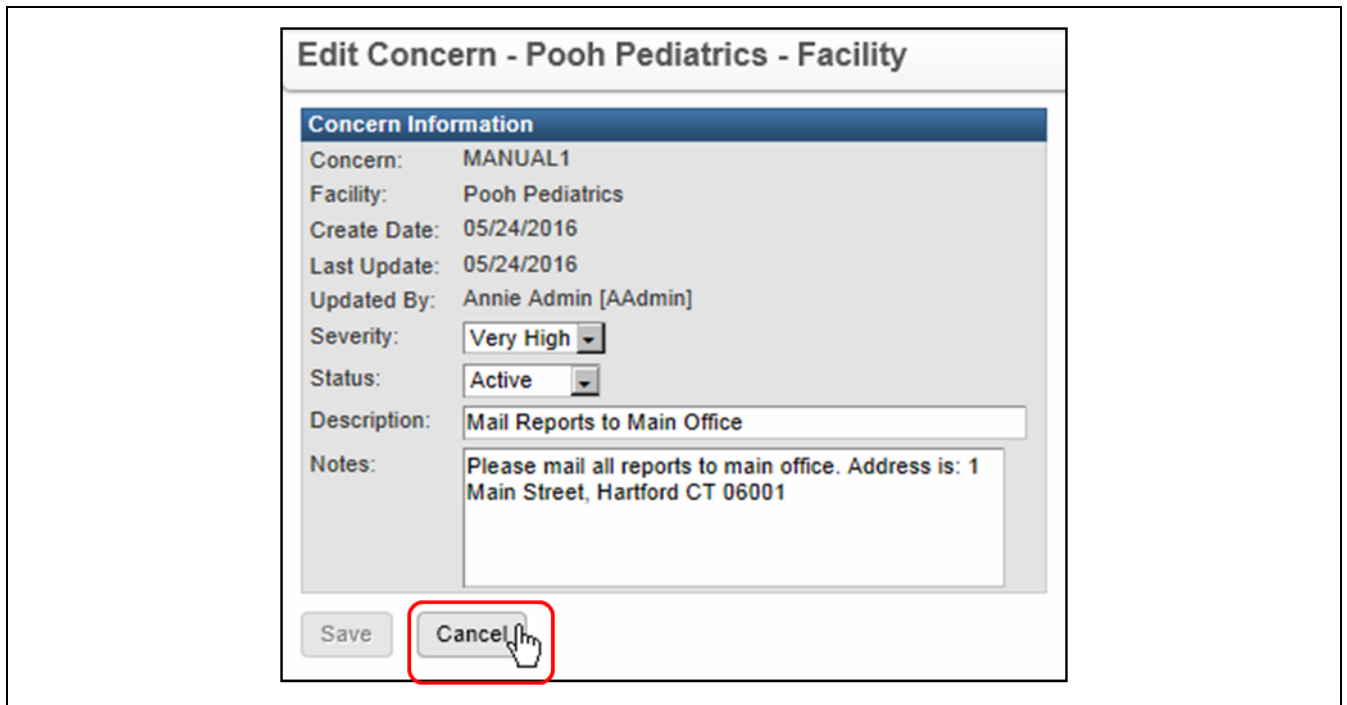 Edit Concern - Pooh Pediatrics - Facility
Concern Information
Concern: MANUAL1
Facility: Pooh Pediatrics
Create Date: 05/24/2016
Last Update: 05/24/2016
Updated By: Annie Admin [AAdmin]
Severity: Very High
Status: Active
Description: Mail Reports to Main Office
Notes: Please mail all reports to main office. Address is: 1
Main Street, Hartford CT 06001
Save Cancel